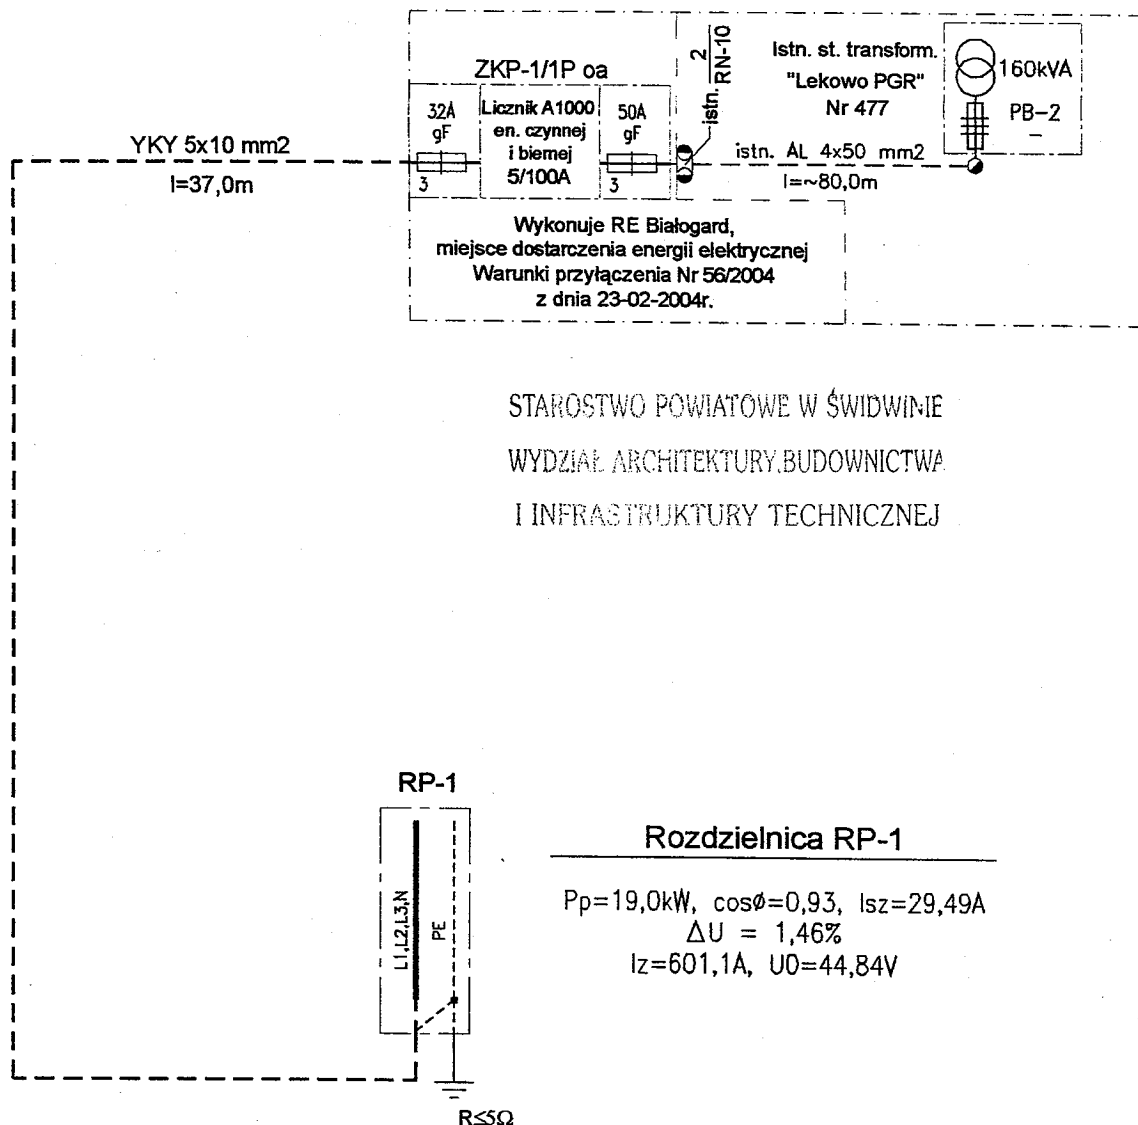 ZKP-1/1P oa
32A
gF
3
Licznik A1000
en. czynnej
i biernej
5/100A
50A
gF
3
istn. 2
RN-10
Istn. st. transform.
"Lekowo PGR"
Nr 477
160kVA
PB-2
istn. AL 4x50 mm2
l=~80,0m
YKY 5x10 mm2
l=37,0m
Wykonuje RE Białogard,
miejsce dostarczenia energii elektrycznej
Warunki przyłączenia Nr 56/2004
z dnia 23-02-2004r.
STAROSTWO POWIATOWE W ŚWIDWINIE
WYDZIAŁ ARCHITEKTURY,BUDOWNICTWA
I INFRASTRUKTURY TECHNICZNEJ
RP-1
L1,L2,L3,N
PE
R≤5Ω
Rozdzielnica RP-1
Pp=19,0kW, cosø=0,93, Isz=29,49A
ΔU = 1,46%
Iz=601,1A, U0=44,84V